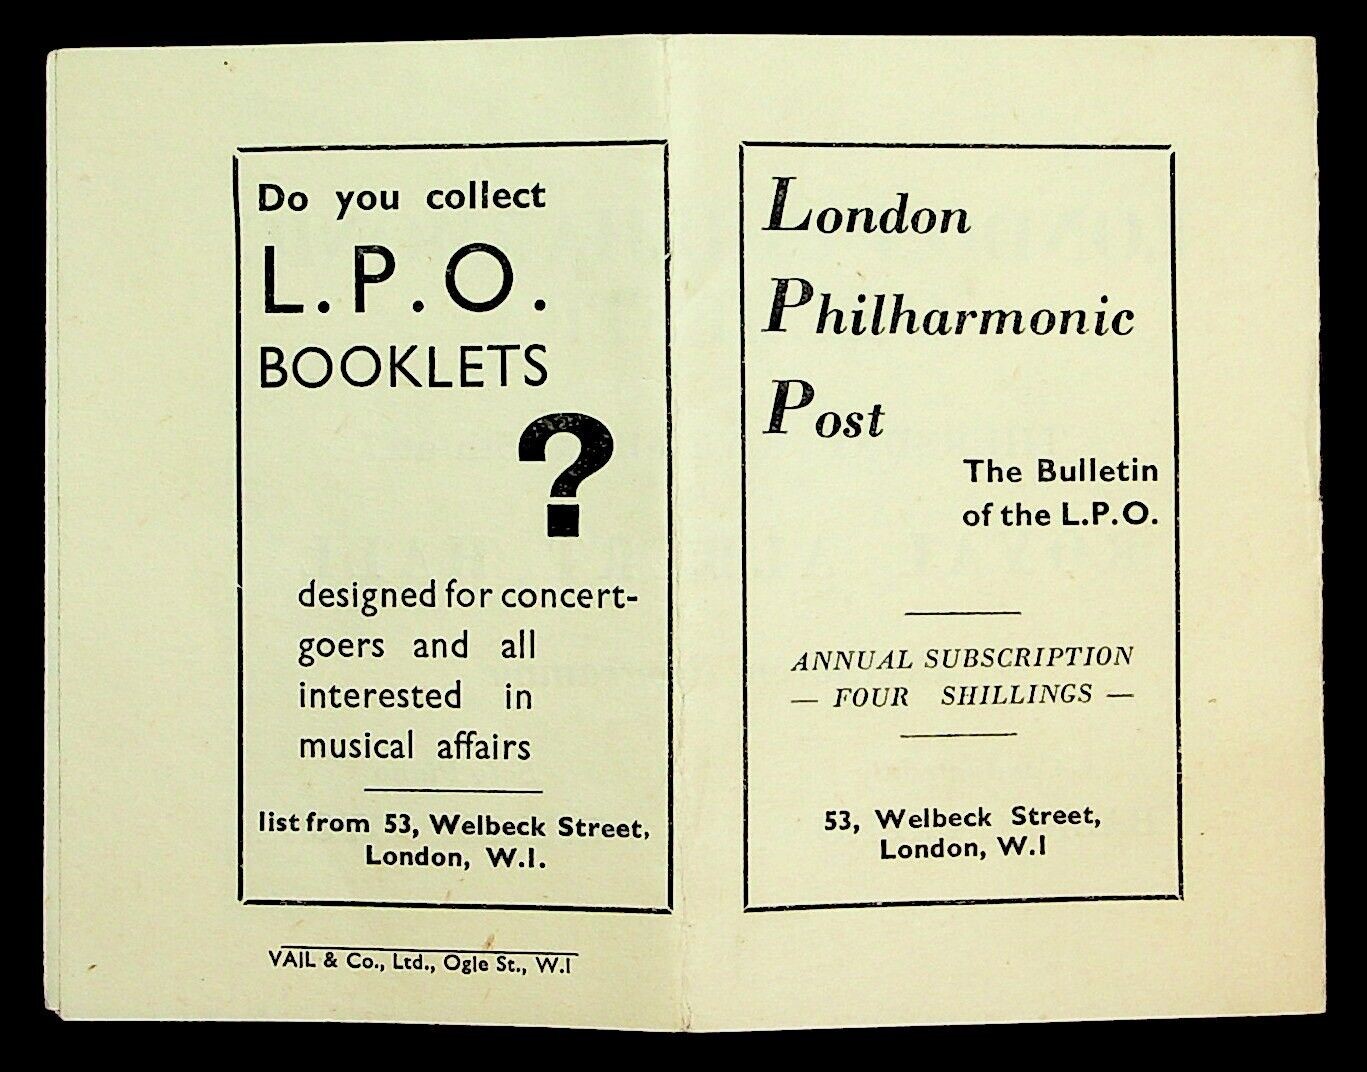 Do you collect
L.P.O.
BOOKLETS
?
designed for concert-
goers and all
interested in
musical affairs
list from 53, Welbeck Street,
London, W.I.
VAIL & Co., Ltd., Ogle St., W.I
London
Philharmonic
Post
The Bulletin
of the L.P.O.
ANNUAL SUBSCRIPTION
— FOUR SHILLINGS —
53, Welbeck Street,
London, W.I